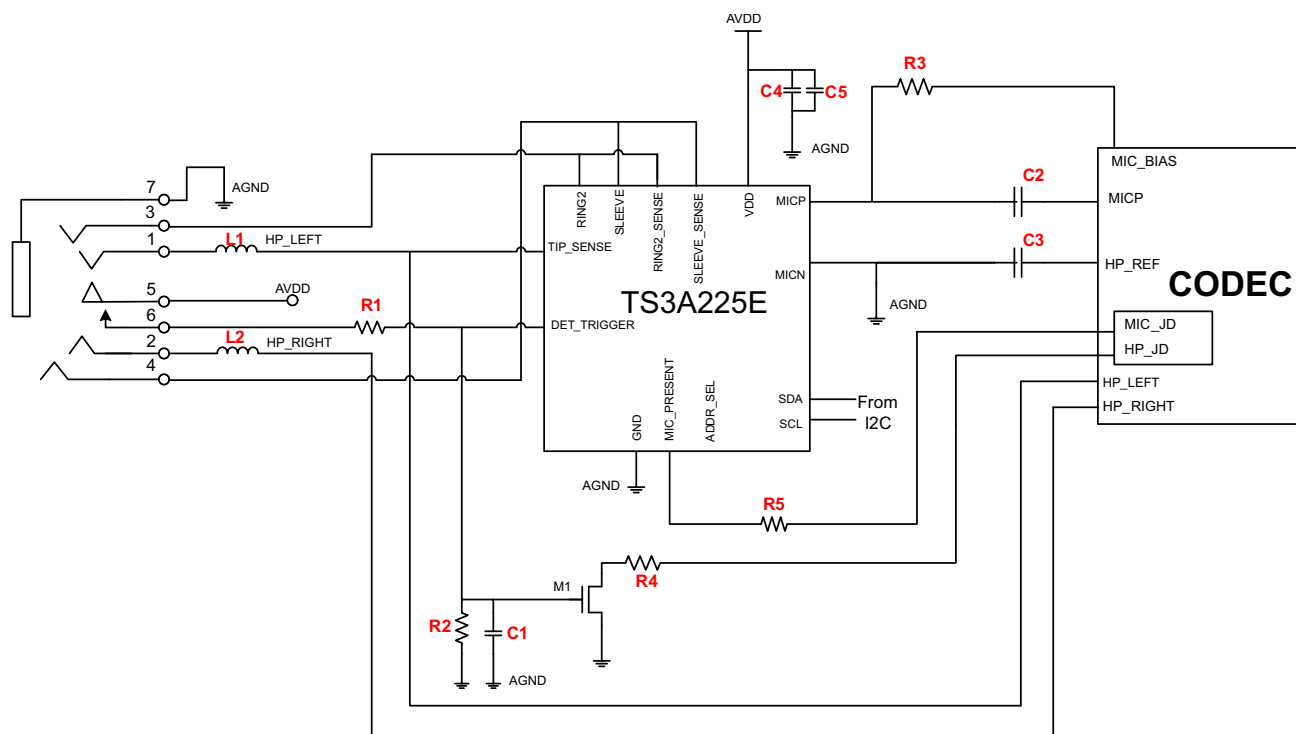 AVDD
R3
C4
C5
AGND
MIC_BIAS
7
AGND
3
1
L1
HP_LEFT
RING2
SLEEVE
RING2_SENSE
SLEEVE_SENSE
VDD
MICP
C2
MICP
TIP_SENSE
MICN
C3
HP_REF
CODEC
5
AVDD
R1
TS3A225E
AGND
6
DET_TRIGGER
MIC_JD
2
L2
HP_RIGHT
HP_JD
4
HP_LEFT
GND
MIC_PRESENT
ADDR_SEL
SDA
SCL
From
I2C
HP_RIGHT
AGND
R5
M1
R4
R2
C1
AGND